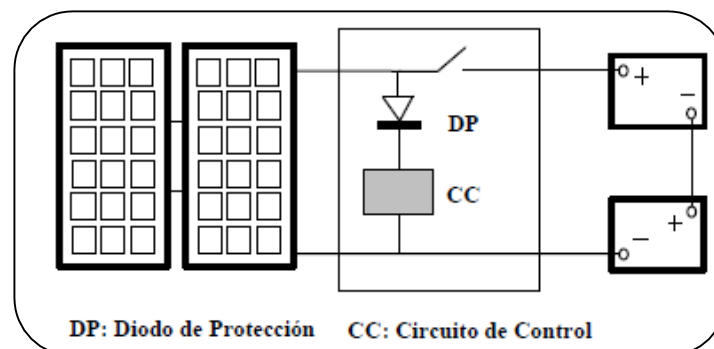 +
−
DP
CC
+
−
DP: Diodo de Protección CC: Circuito de Control